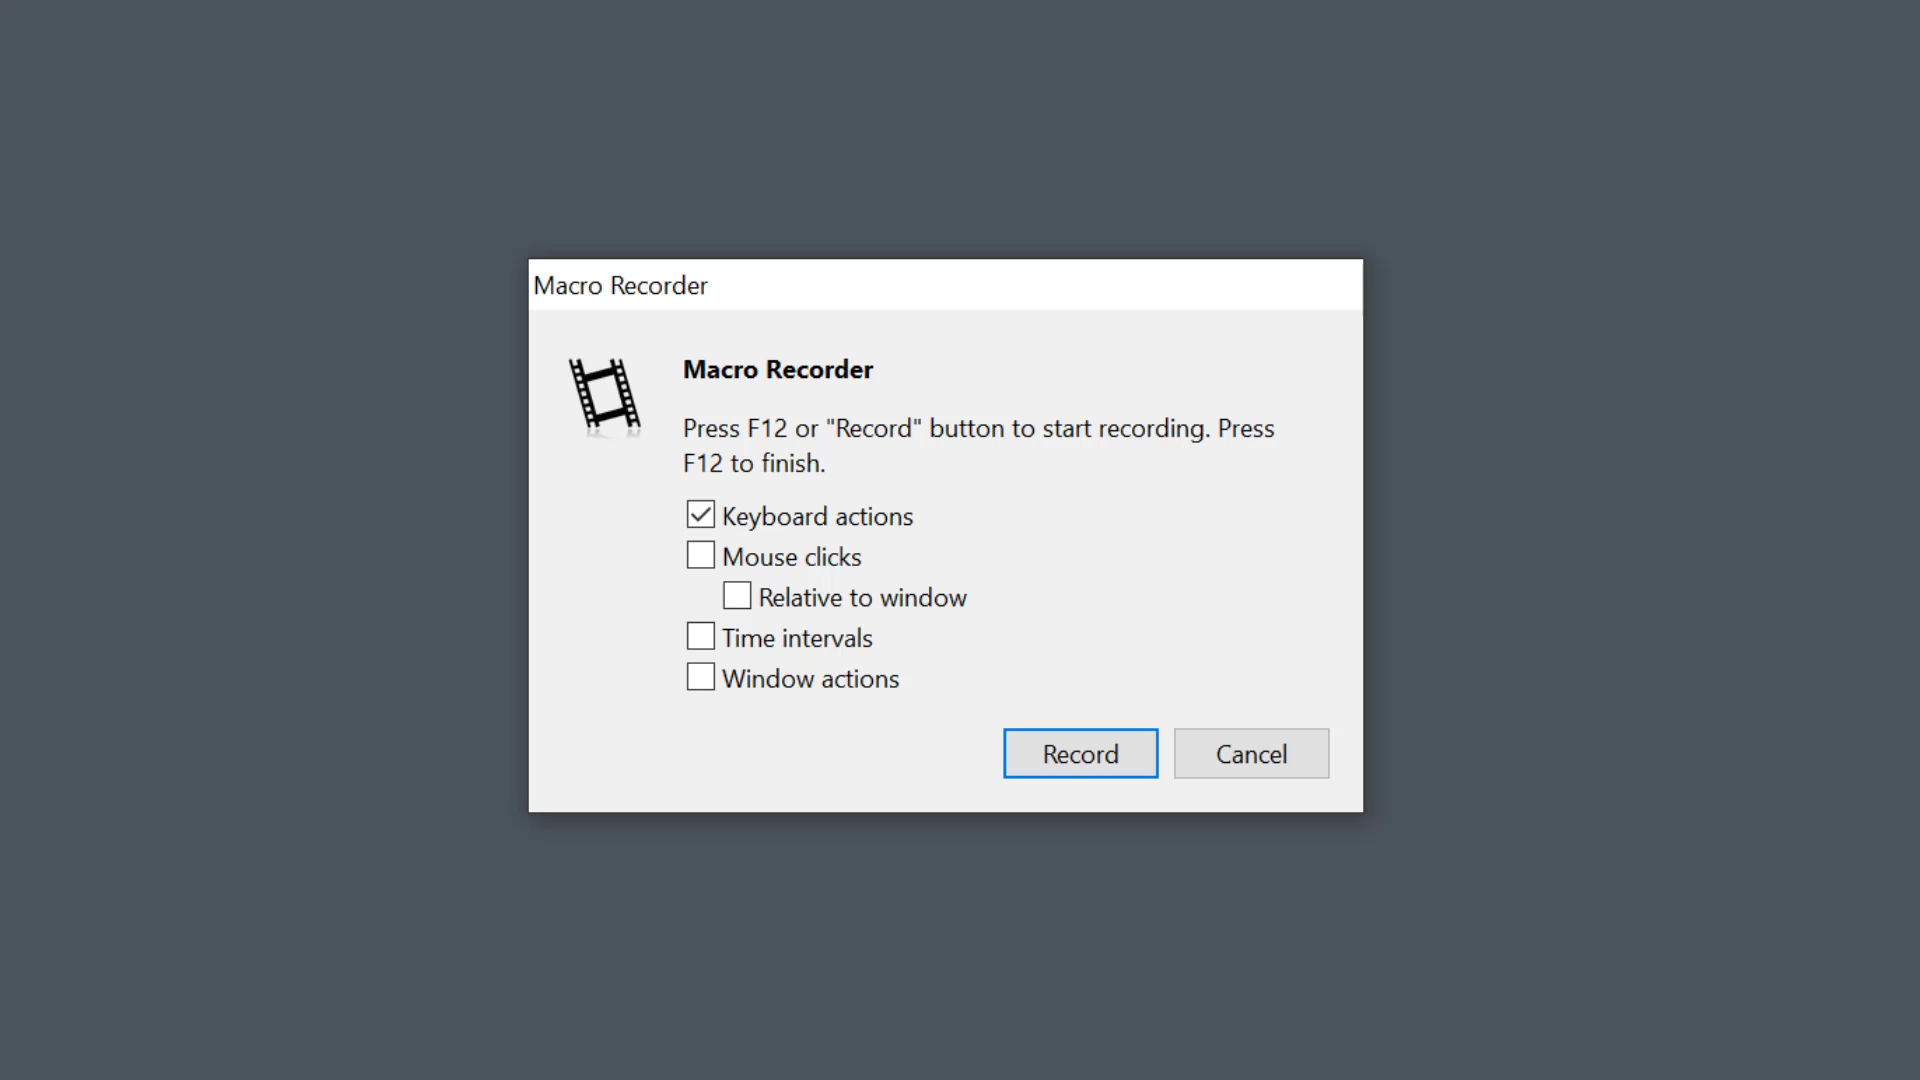 Macro Recorder
Macro Recorder
Press F12 or "Record" button to start recording. Press
F12 to finish.
Keyboard actions
Mouse clicks
Relative to window
Time intervals
Window actions
Record Cancel